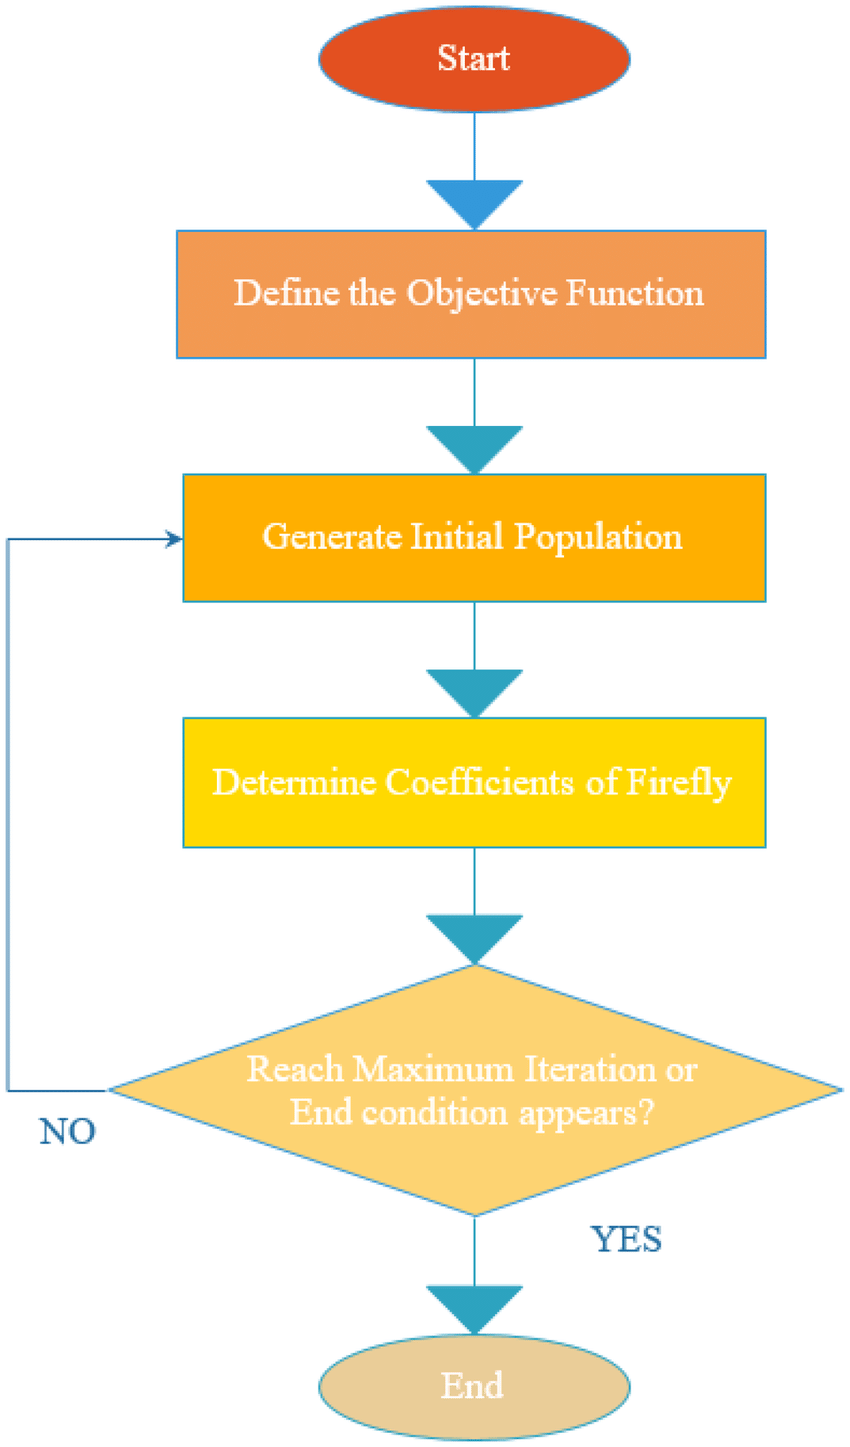 Start
Define the Objective Function
Generate Initial Population
Determine Coefficients of Firefly
Reach Maximum Iteration or
End condition appears?
NO
YES
End